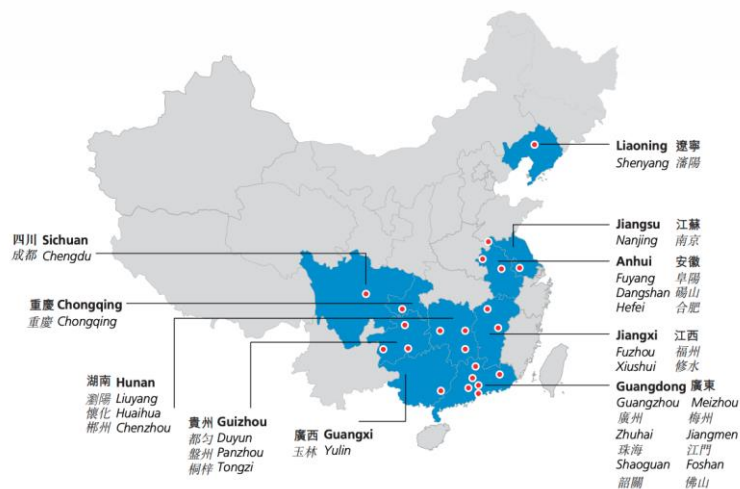 Liaoning 遼寧
Shenyang 瀋陽
Jiangsu 江蘇
Nanjing 南京
Anhui 安徽
Fuyang 阜陽
Dangshan 碭山
Hefei 合肥
Jiangxi 江西
Fuzhou 福州
Xiushui 修水
Guangdong 廣東
Guangzhou Meizhou
廣州 梅州
Zhuhai Jiangmen
珠海 江門
Shaoguan Foshan
韶關 佛山
四川 Sichuan
成都 Chengdu
重慶 Chongqing
重慶 Chongqing
湖南 Hunan
瀏陽 Liuyang
懷化 Huaihua
郴州 Chenzhou
貴州 Guizhou
都勻 Duyun
盤州 Panzhou
桐梓 Tongzi
廣西 Guangxi
玉林 Yulin